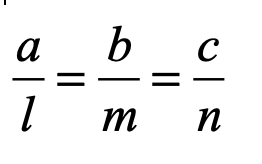 a/l = b/m = c/n